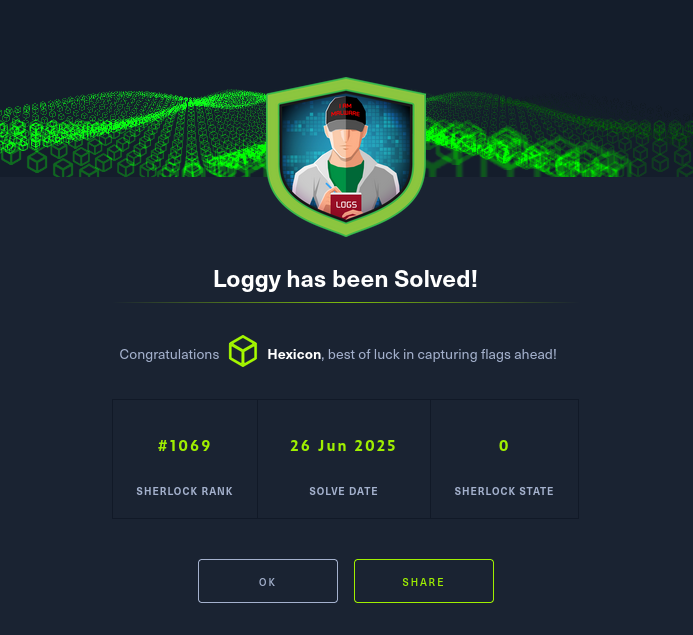 I AM
MALWARE
LOGS
Loggy has been Solved!
Congratulations Hexicon, best of luck in capturing flags ahead!
#1069 26 Jun 2025 0
SHERLOCK RANK SOLVE DATE SHERLOCK STATE
OK SHARE